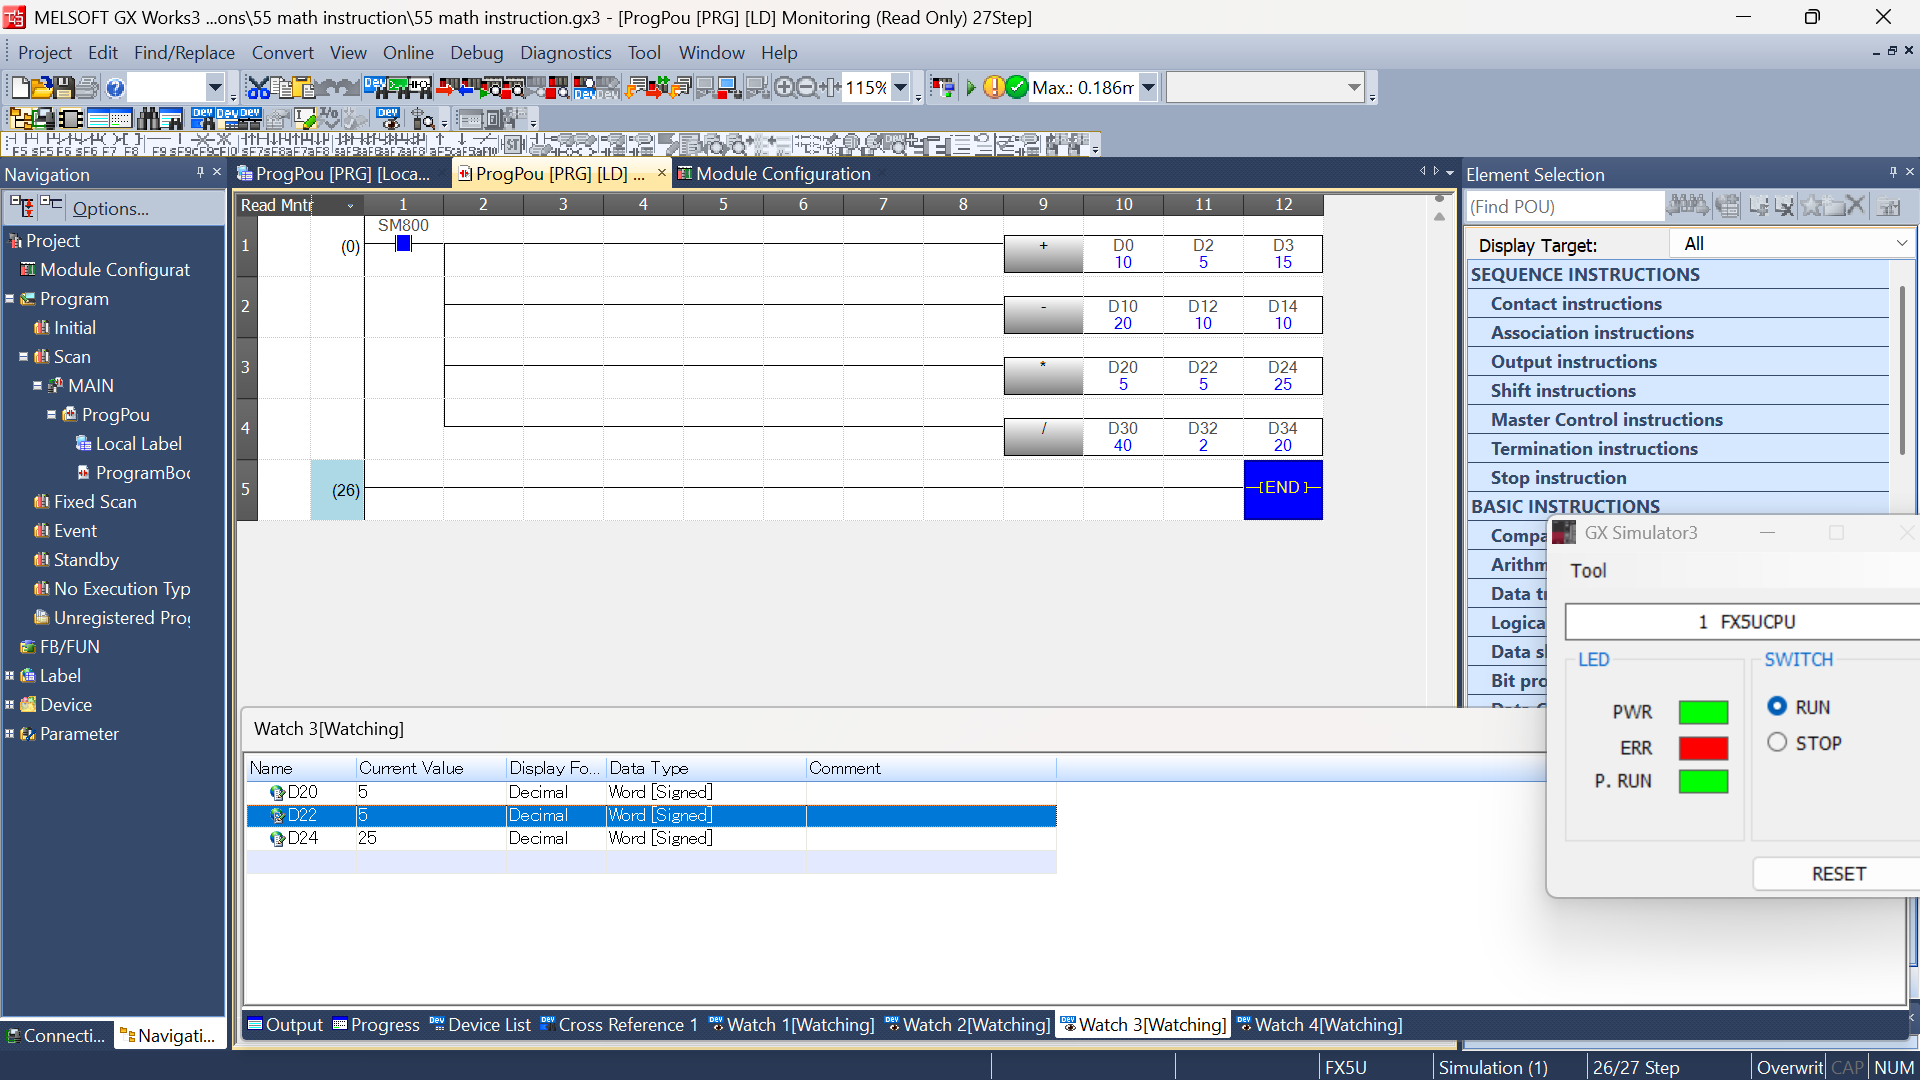 MELSOFT GX Works3 ...ons\55 math instruction\55 math instruction.gx3 - [ProgPou [PRG] [LD] Monitoring (Read Only) 27Step]
Project Edit Find/Replace Convert View Online Debug Diagnostics Tool Window Help
115% Max.: 0.186m
Navigation
ProgPou [PRG] [Loca...
ProgPou [PRG] [LD] ...
Module Configuration
Element Selection
Options...
(Find POU)
Display Target: All
Project
Module Configurat
Program
Initial
Scan
MAIN
ProgPou
Local Label
ProgramBod
Fixed Scan
Event
Standby
No Execution Typ
Unregistered Prog
FB/FUN
Label
Device
Parameter
Connecti...
Navigati...
Read Mntr 1 2 3 4 5 6 7 8 9 10 11 12
SM800
1 (0) + D0 D2 D3
10 5 15
2 - D10 D12 D14
20 10 10
3 * D20 D22 D24
5 5 25
4 / D30 D32 D34
40 2 20
5 (26) [END]
SEQUENCE INSTRUCTIONS
Contact instructions
Association instructions
Output instructions
Shift instructions
Master Control instructions
Termination instructions
Stop instruction
BASIC INSTRUCTIONS
Compa
Arithm
Data t
Logica
Data s
Bit pro
GX Simulator3
Tool
1 FX5UCPU
LED
PWR
ERR
P. RUN
SWITCH
RUN
STOP
RESET
Watch 3[Watching]
Name Current Value Display Fo... Data Type Comment
D20 5 Decimal Word [Signed]
D22 5 Decimal Word [Signed]
D24 25 Decimal Word [Signed]
Output Progress Device List Cross Reference 1 Watch 1[Watching] Watch 2[Watching] Watch 3[Watching] Watch 4[Watching]
FX5U Simulation (1) 26/27 Step Overwrit CAP NUM